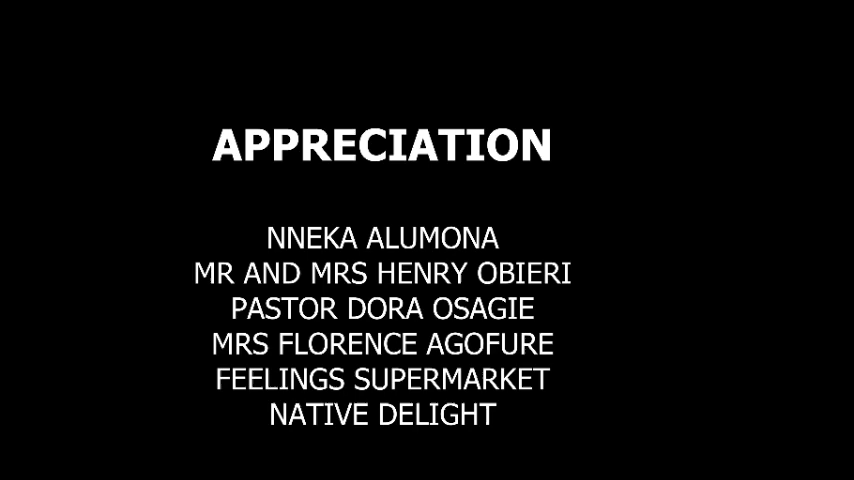 APPRECIATION
NNEKA ALUMONA
MR AND MRS HENRY OBIERI
PASTOR DORA OSAGIE
MRS FLORENCE AGOFURE
FEELINGS SUPERMARKET
NATIVE DELIGHT